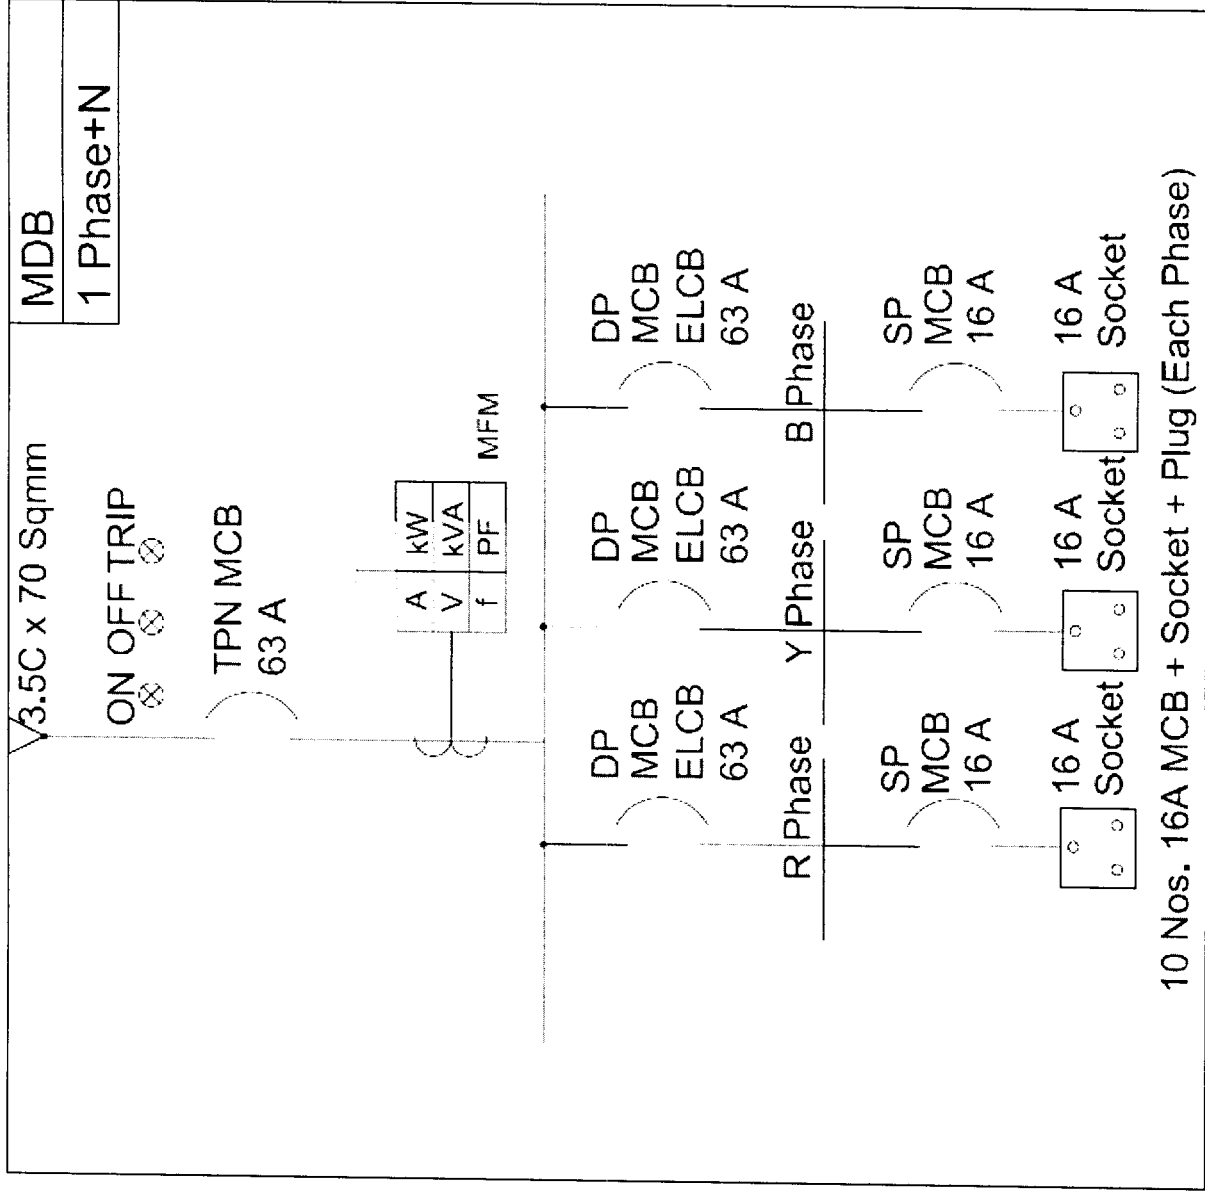 MDB
1 Phase+N
3.5C x 70 Sqmm
ON OFF TRIP
TPN MCB
63 A
A kW
V kVA
f PF
MFM
DP
MCB
ELCB
63 A
DP
MCB
ELCB
63 A
DP
MCB
ELCB
63 A
R Phase
Y Phase
B Phase
SP
MCB
16 A
SP
MCB
16 A
SP
MCB
16 A
16 A
Socket
16 A
Socket
16 A
Socket
10 Nos. 16A MCB + Socket + Plug (Each Phase)